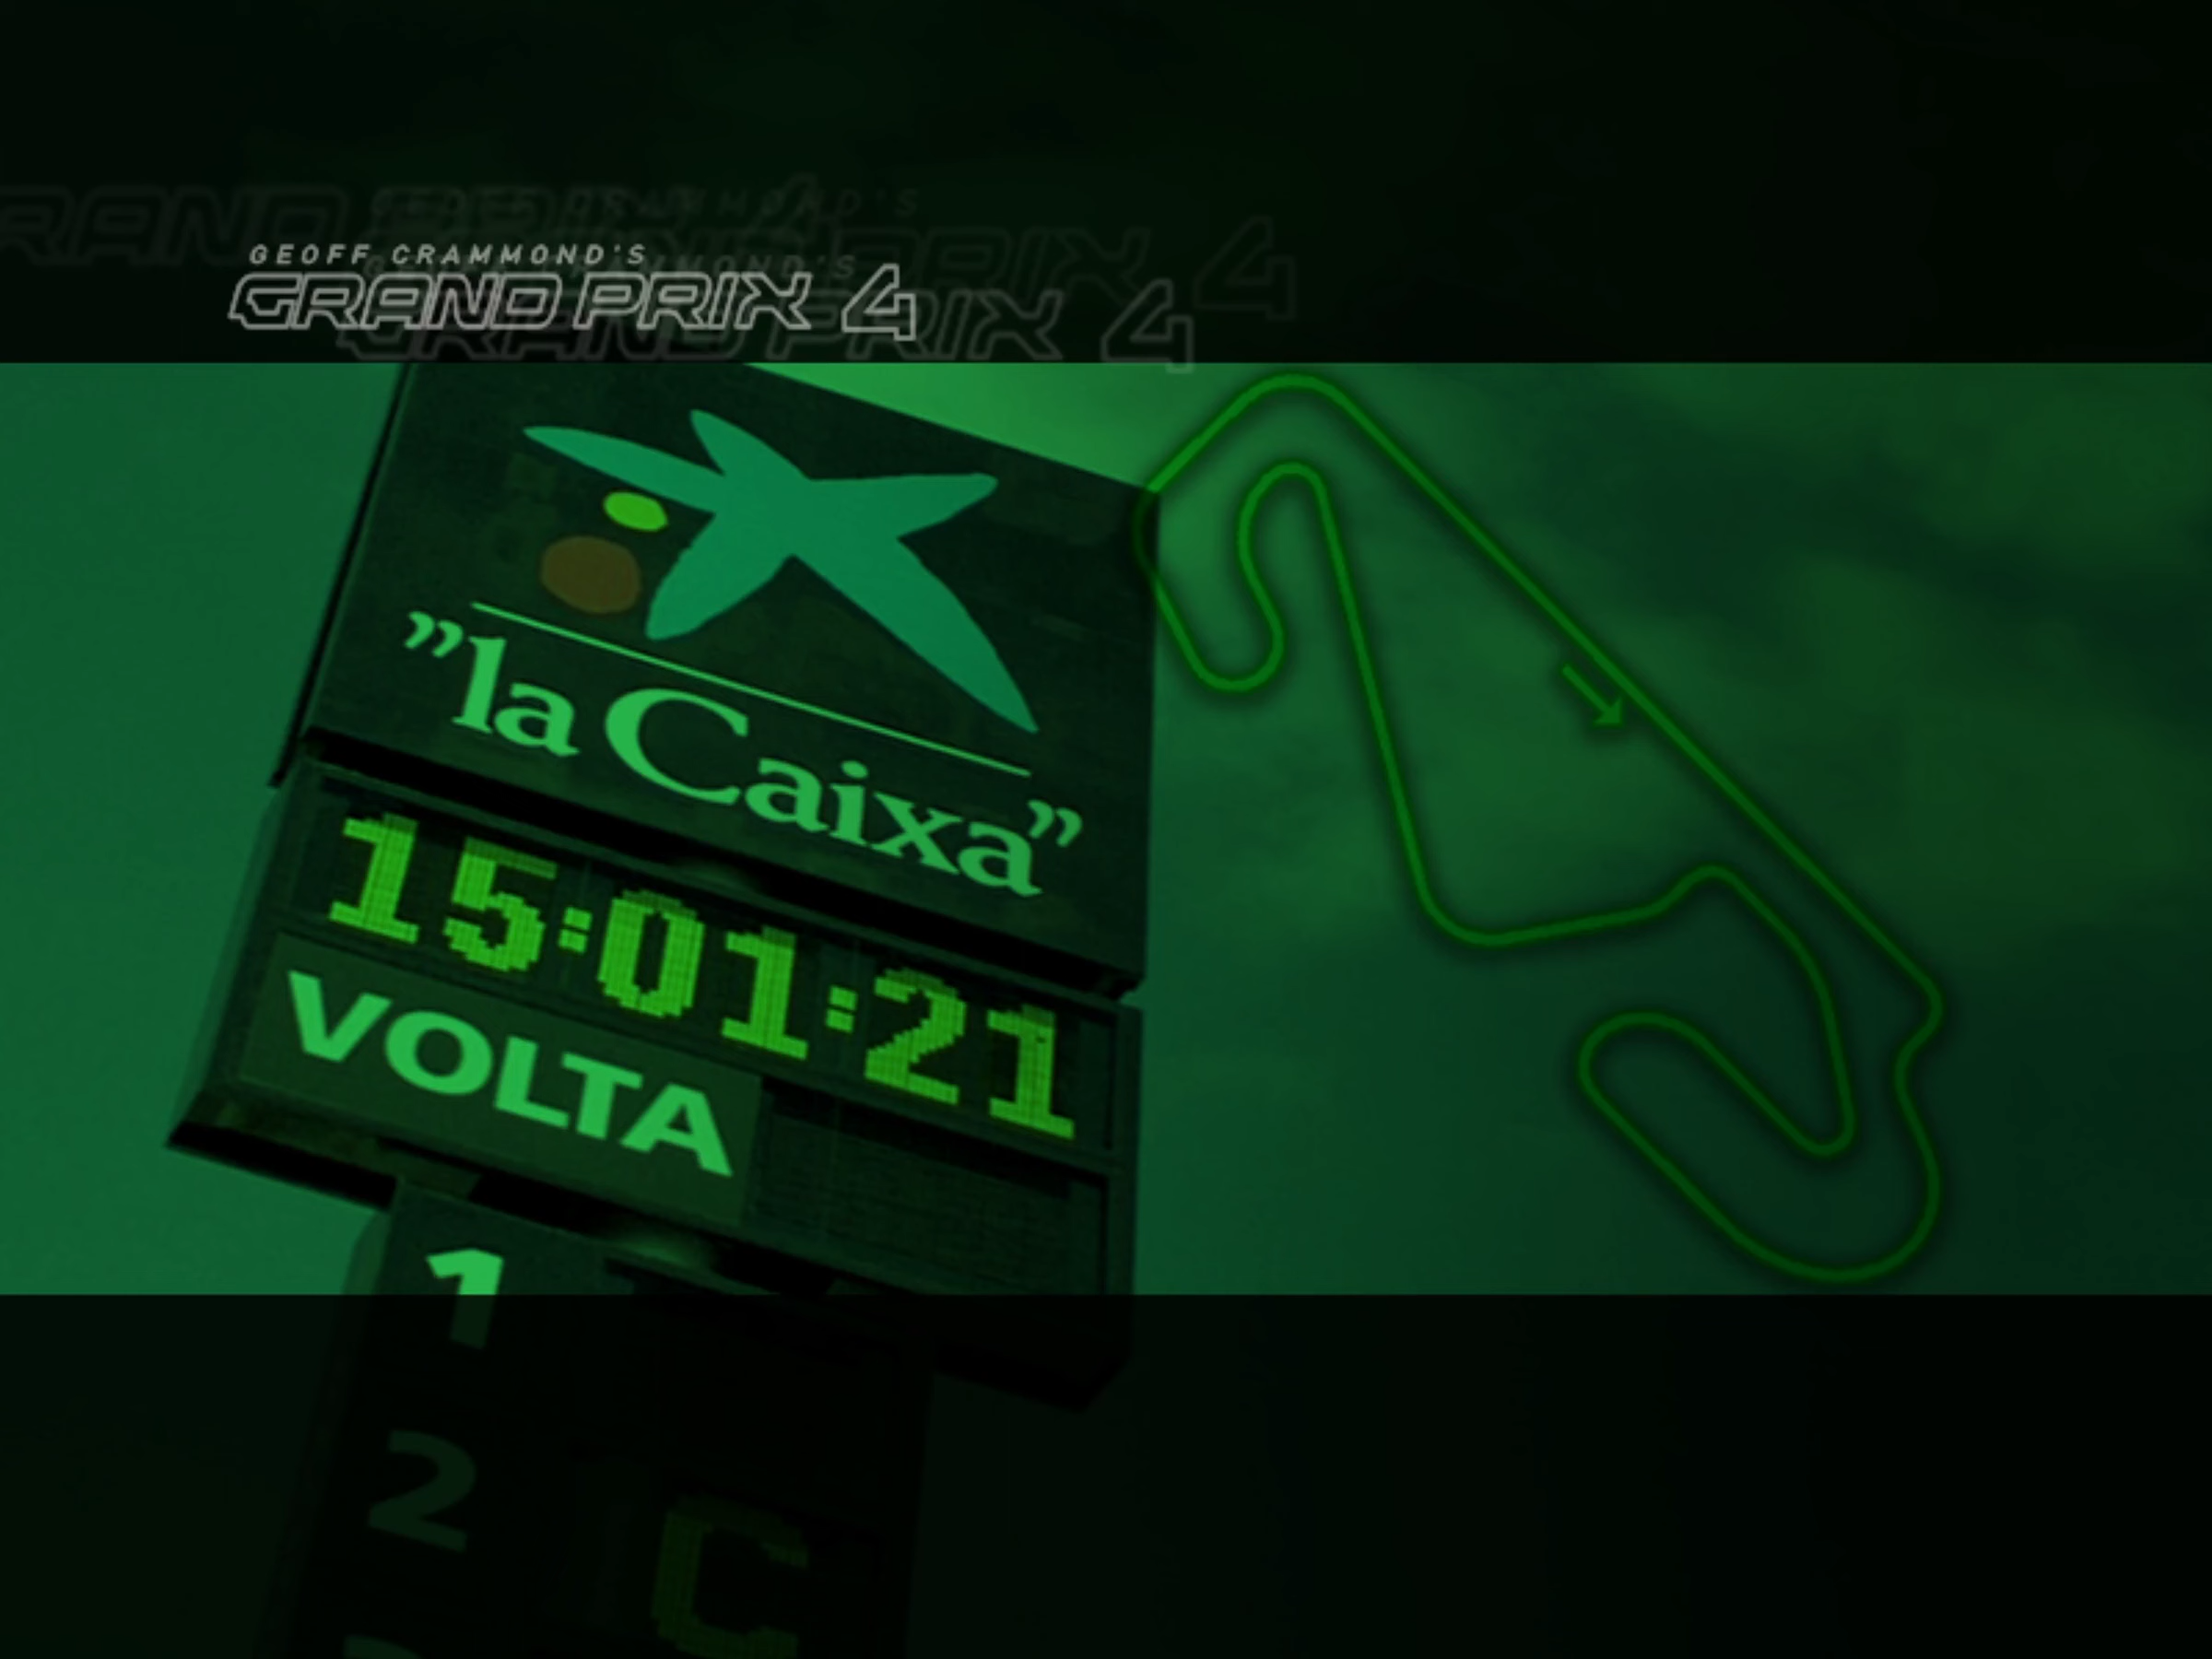 GEOFF CRAMMOND'S
GRAND PRIX 4
"la Caixa"
15:01:21
VOLTA
1
2
C